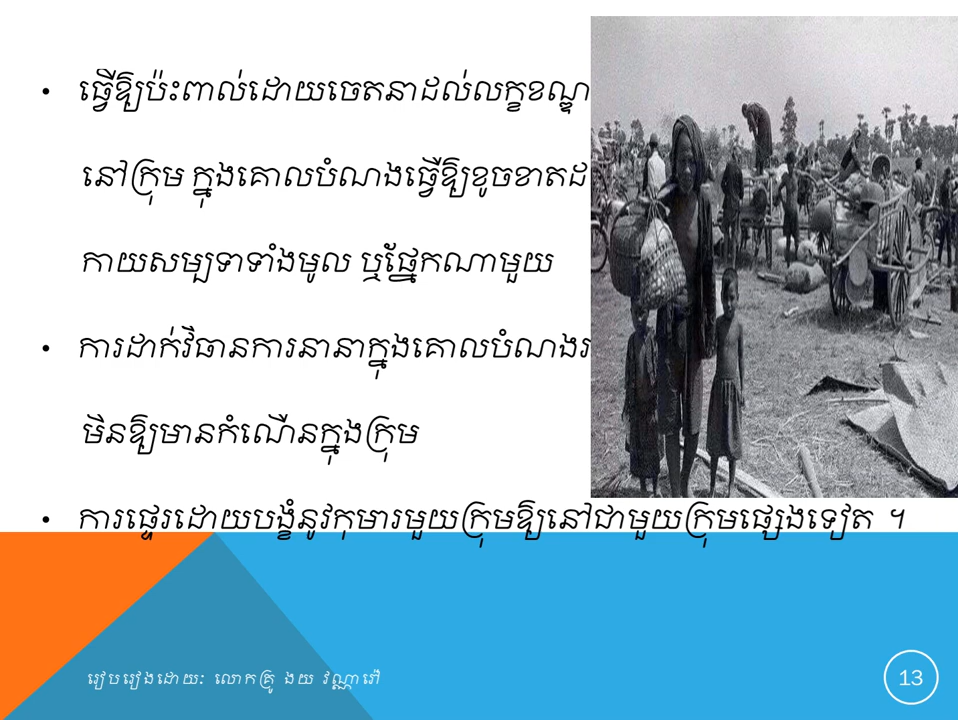 • ធ្វើឱ្យប៉ះពាល់ដោយចេតនាដល់លក្ខខណ្ឌ
នៅក្រុម ក្នុងគោលបំណងធ្វើឱ្យខូចខាតដ
កាយសម្បទាទាំងមូល ឬផ្នែកណាមួយ
• ការដាក់វិធានការនានាក្នុងគោលបំណងរ
មិនឱ្យមានកំណើនក្នុងក្រុម
• ការផ្ទេរដោយបង្ខំនូវកុមារមួយក្រុមឱ្យនៅជាមួយក្រុមផ្សេងទៀត ។
រៀបរៀងដោយ: លោកគ្រូ ងយ វណ្ណារ៉ៅ
13